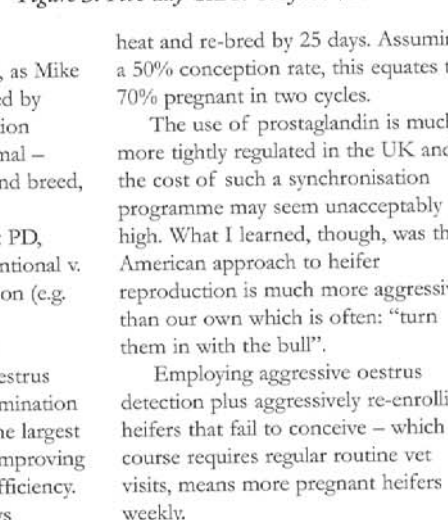 , as Mike
ed by
ion
mal –
nd breed,
PD,
ntional v.
on (e.g.
estrus
mination
he largest
mproving
fficiency.
heat and re-bred by 25 days. Assumin
a 50% conception rate, this equates t
70% pregnant in two cycles.
The use of prostaglandin is much
more tightly regulated in the UK and
the cost of such a synchronisation
programme may seem unacceptably
high. What I learned, though, was th
American approach to heifer
reproduction is much more aggressiv
than our own which is often: “turn
them in with the bull”.
Employing aggressive oestrus
detection plus aggressively re-enrolli
heifers that fail to conceive – which
course requires regular routine vet
visits, means more pregnant heifers
weekly.